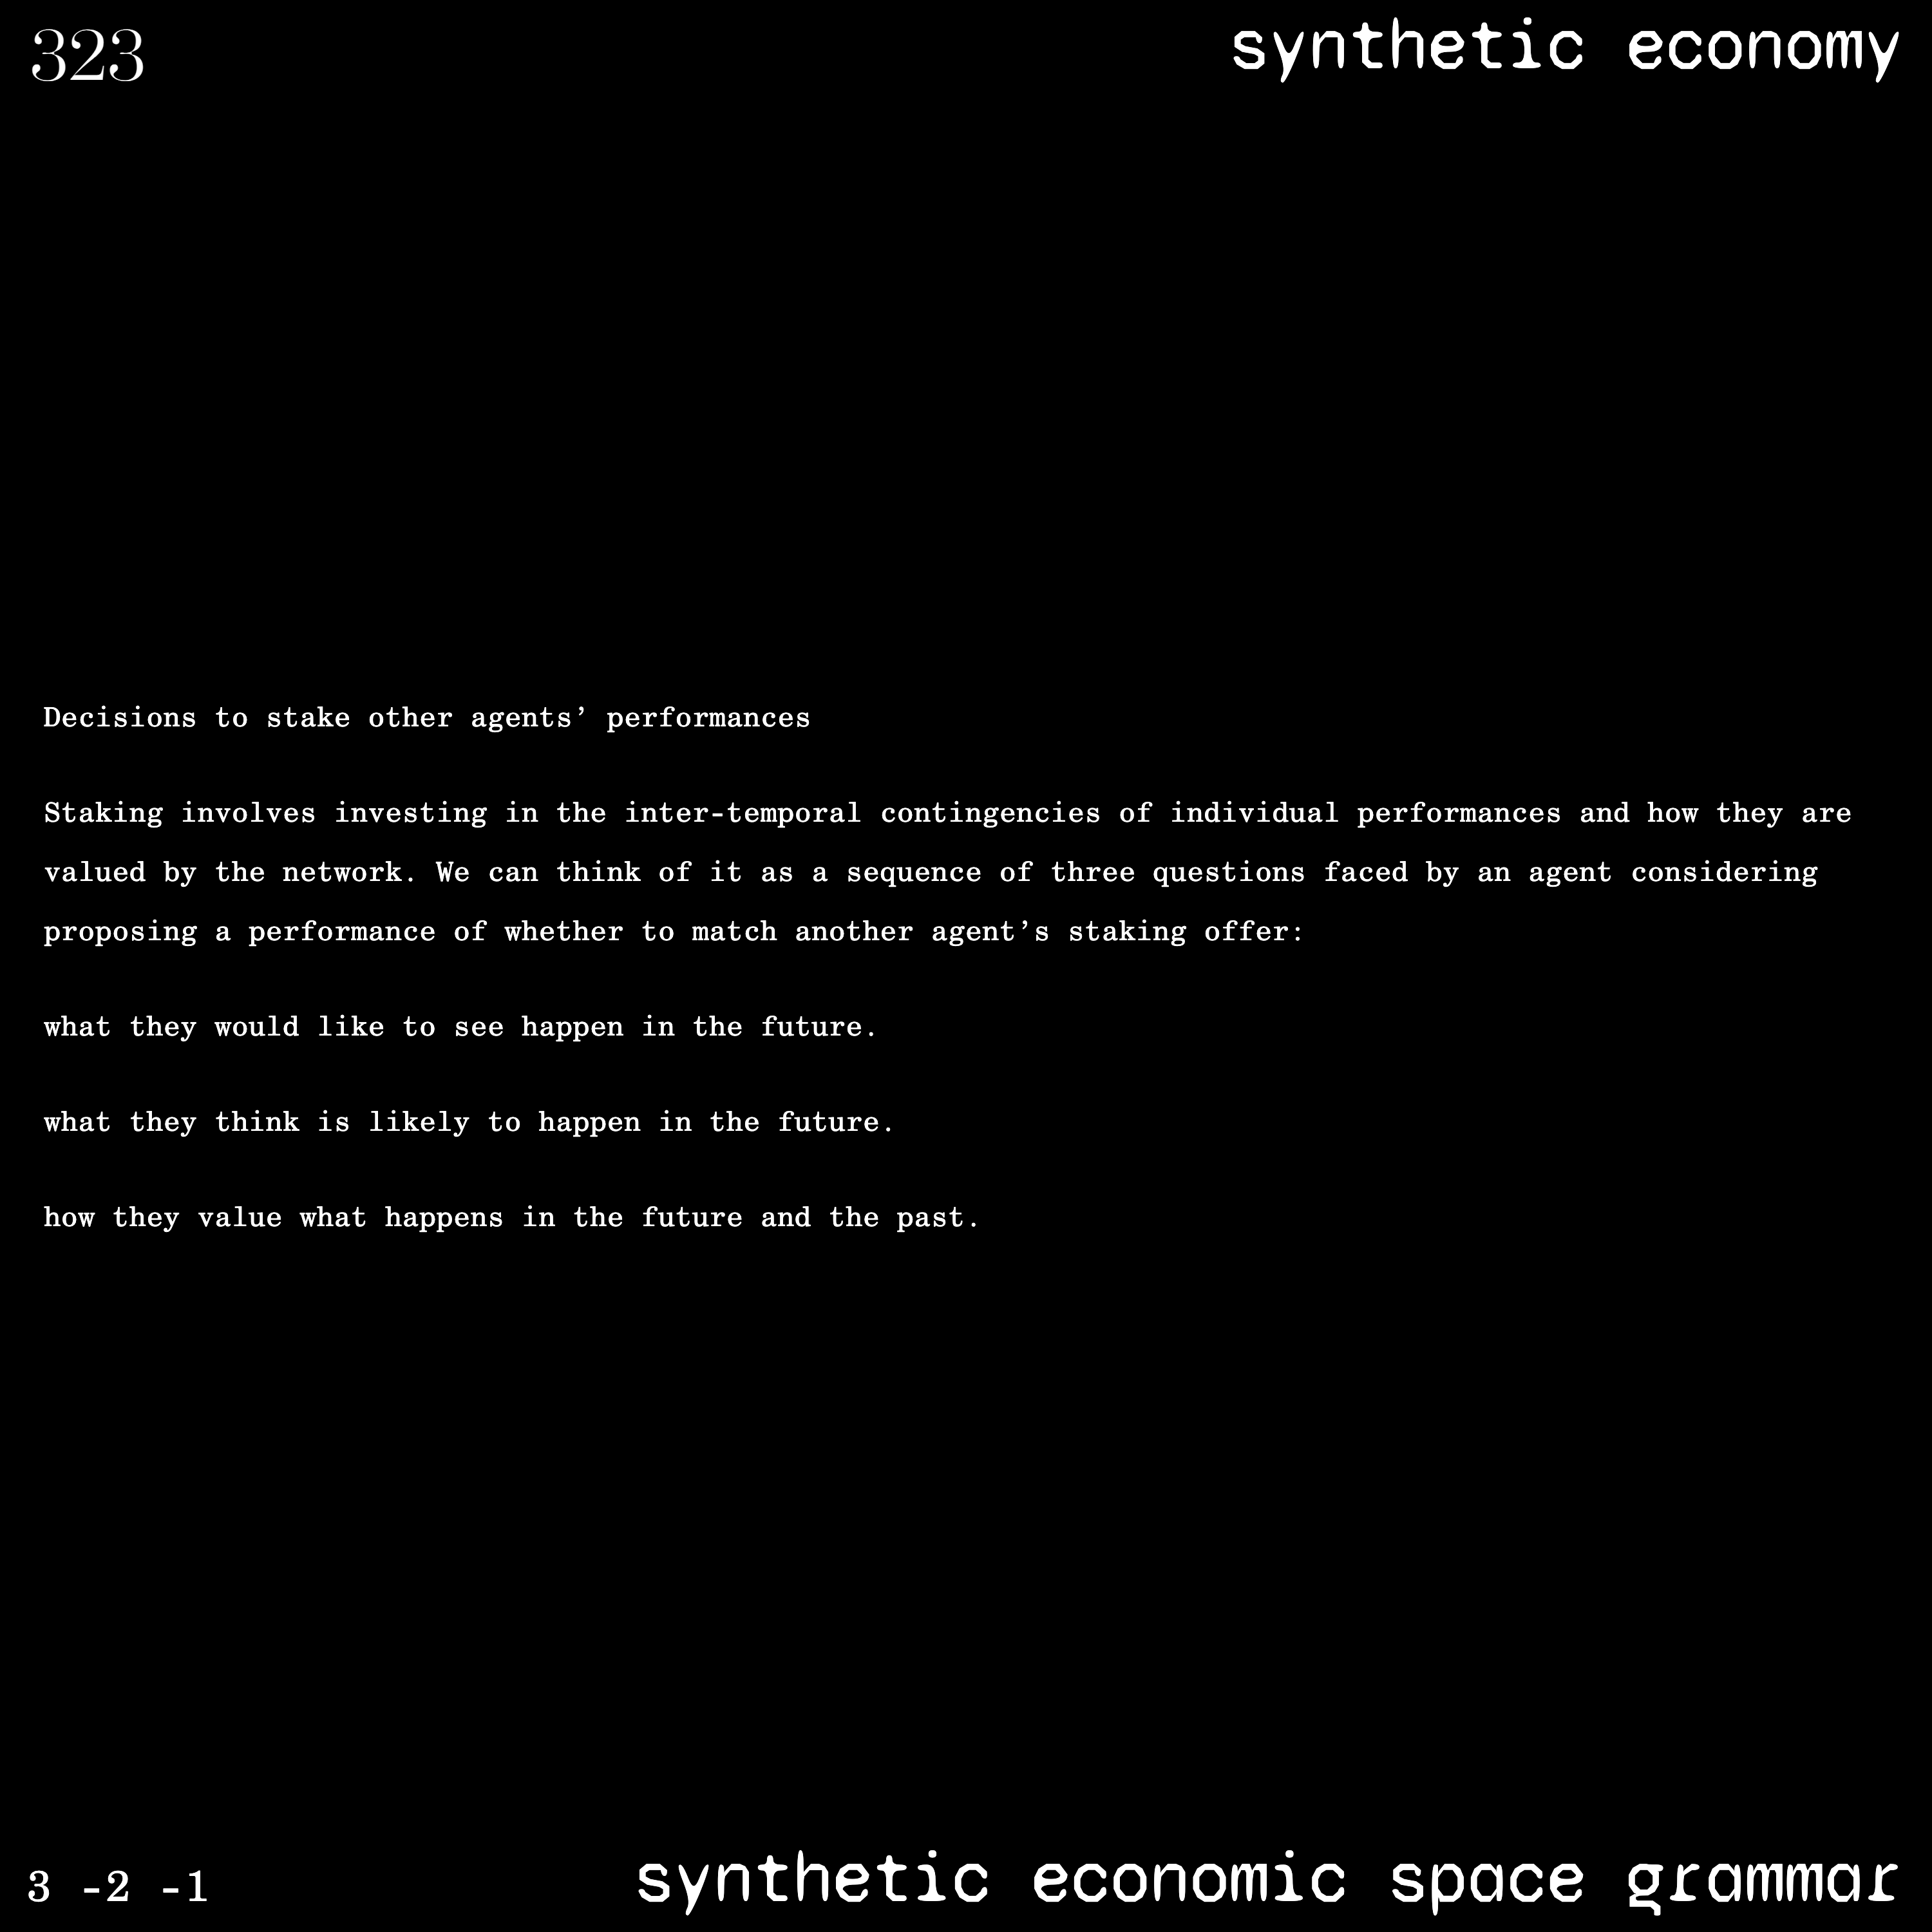 323
synthetic economy
Decisions to stake other agents’ performances
Staking involves investing in the inter-temporal contingencies of individual performances and how they are
valued by the network. We can think of it as a sequence of three questions faced by an agent considering
proposing a performance of whether to match another agent’s staking offer:
what they would like to see happen in the future.
what they think is likely to happen in the future.
how they value what happens in the future and the past.
3 -2 -1
synthetic economic space grammar